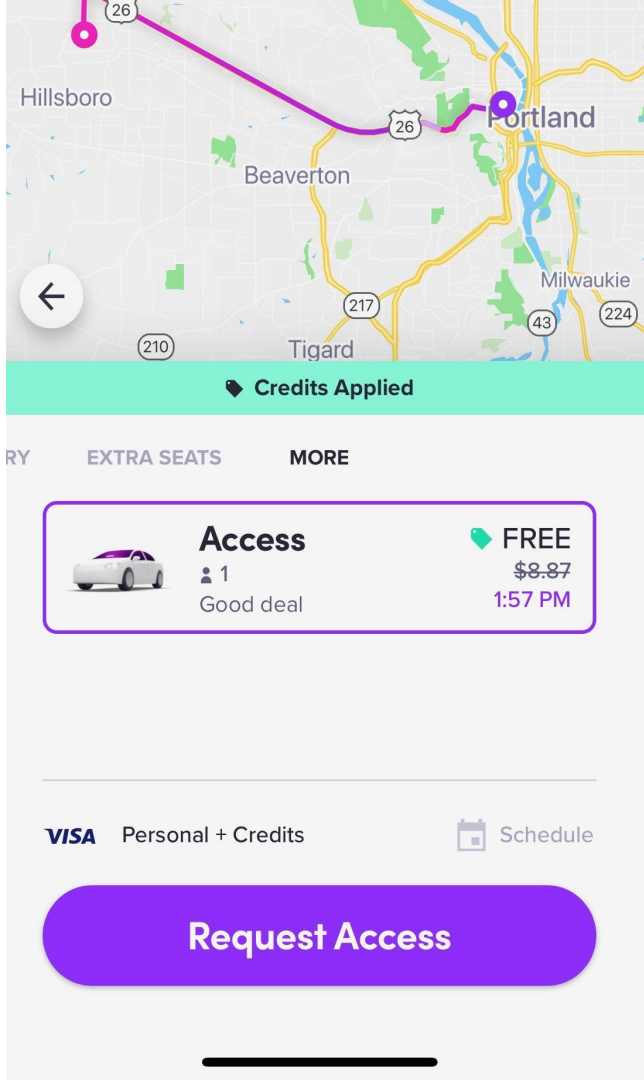 26
Hillsboro
26
Portland
Beaverton
Milwaukie
217
43
224
210
Tigard
Credits Applied
RY
EXTRA SEATS
MORE
Access
FREE
1
$8.87
Good deal
1:57 PM
VISA
Personal + Credits
Schedule
Request Access